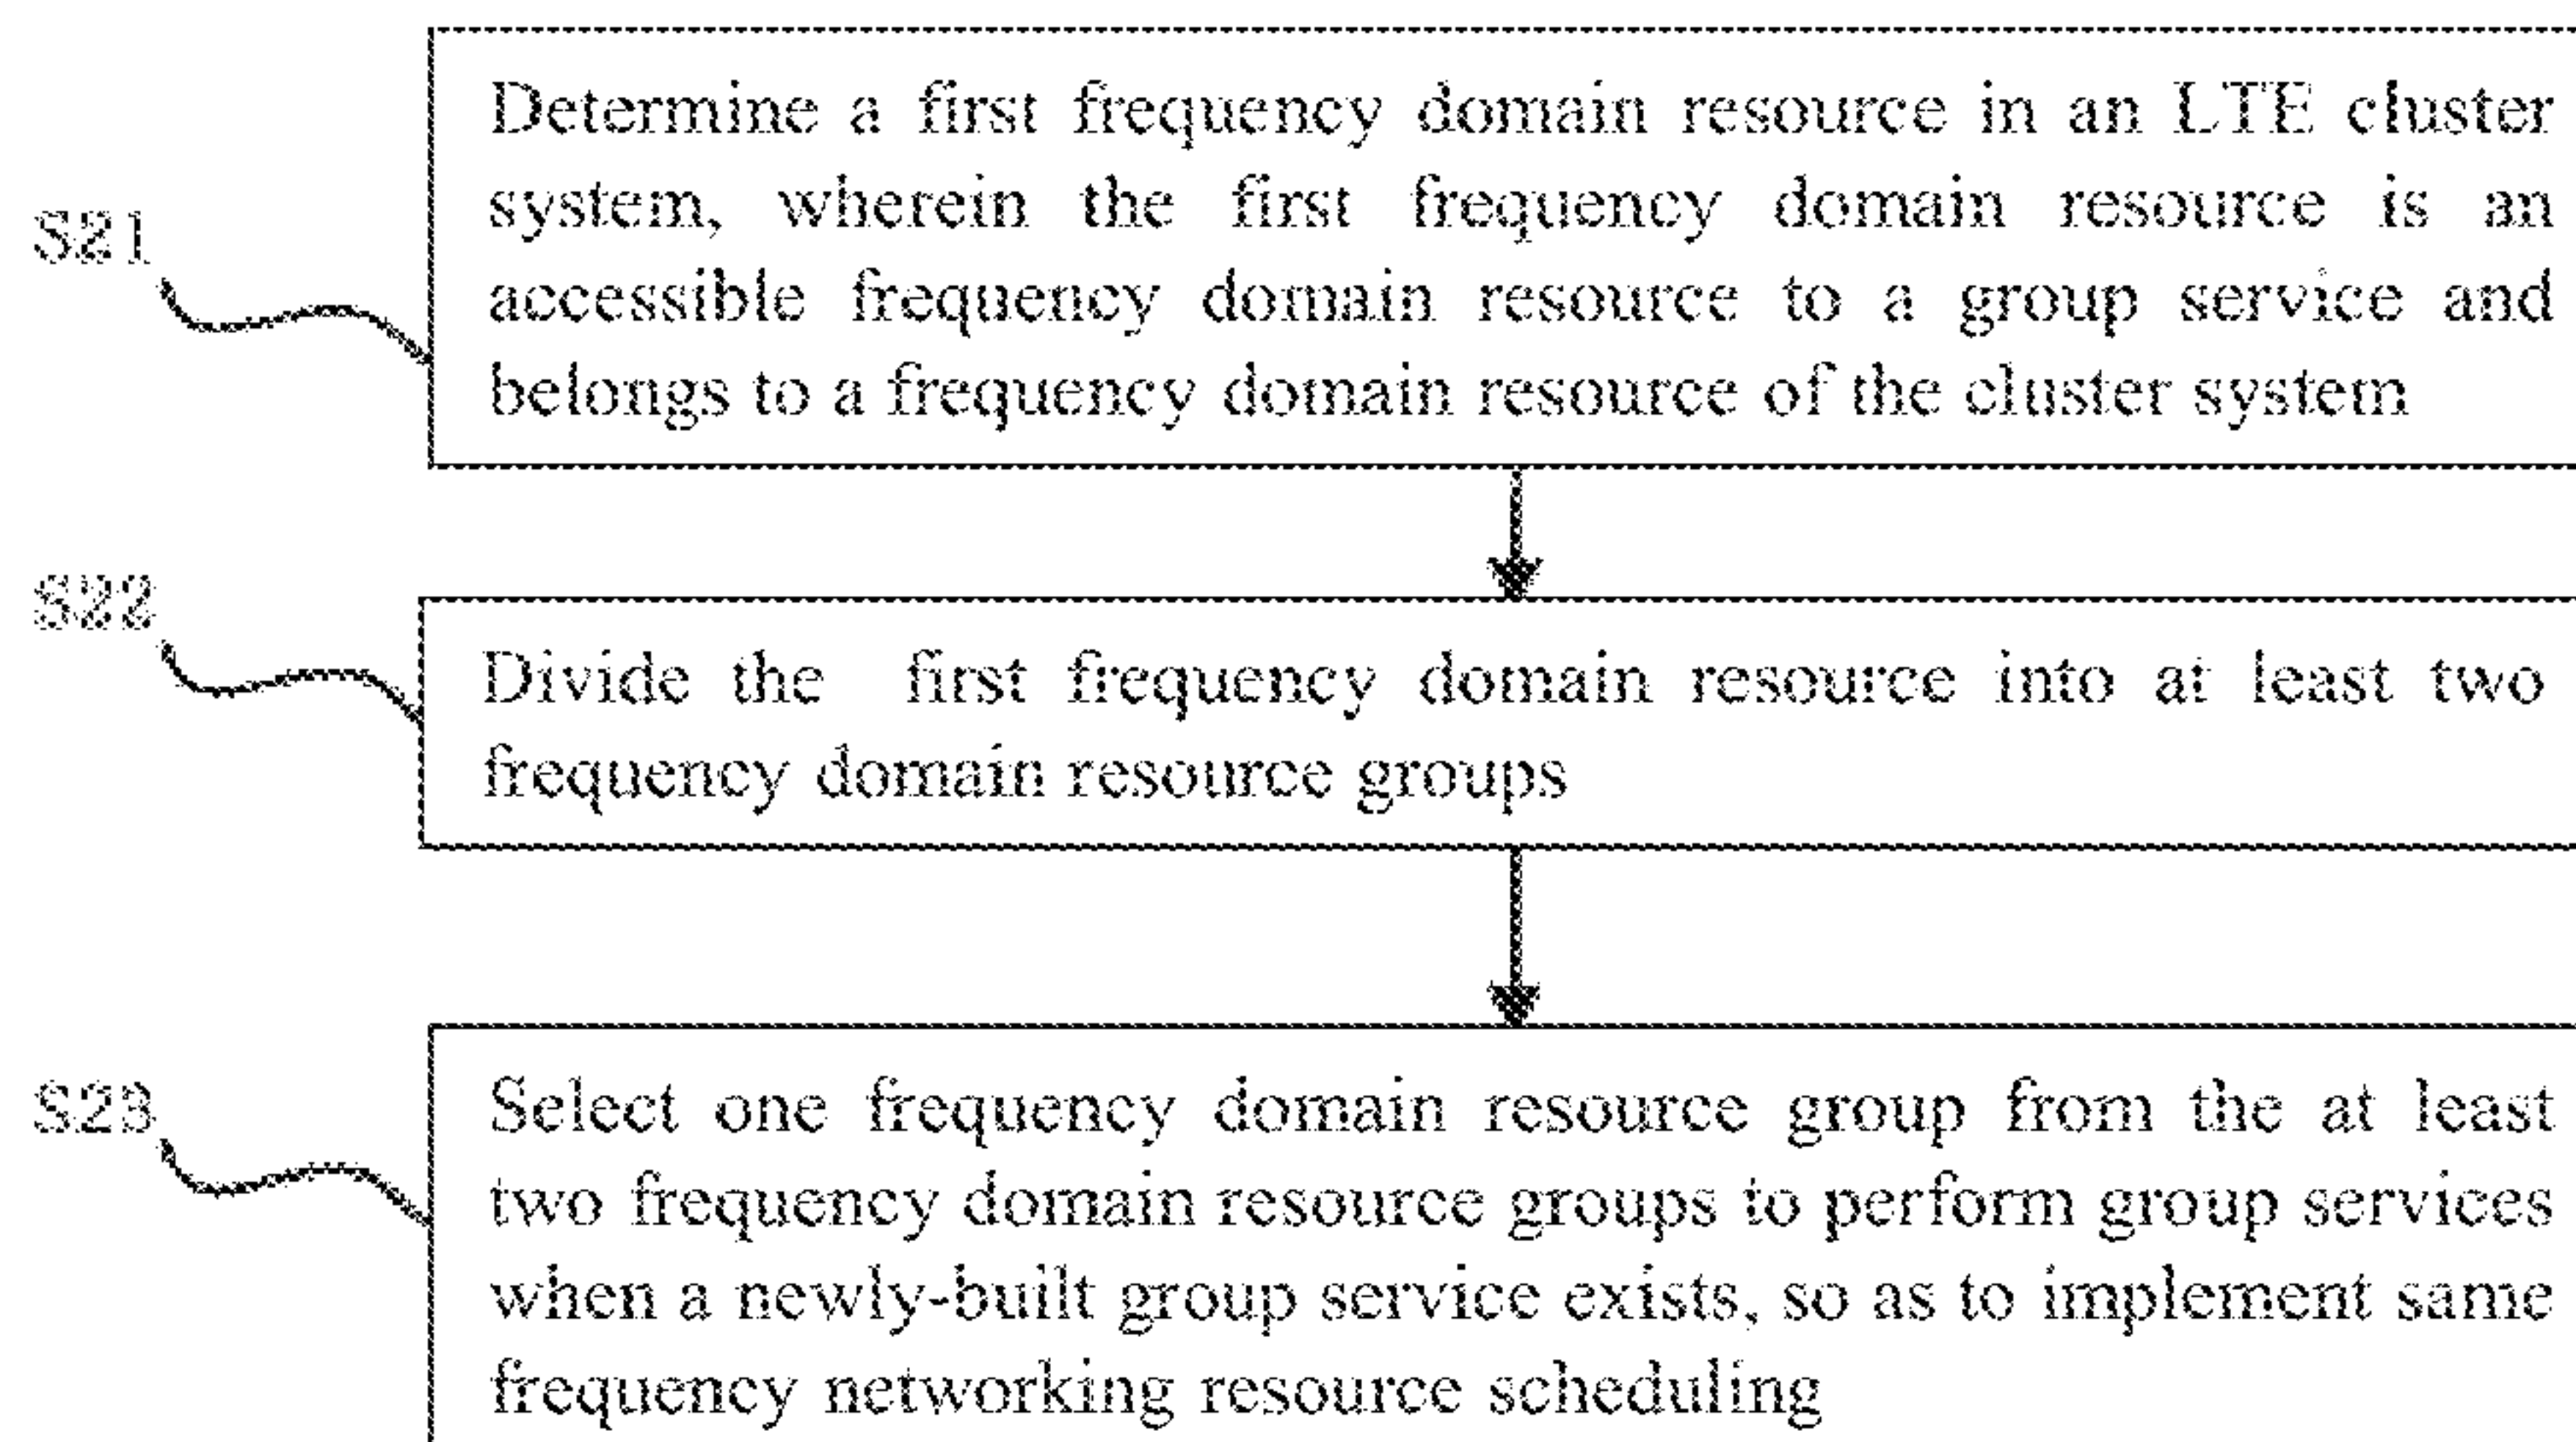 Determine a first frequency domain resource in an LTE cluster
system, wherein the first frequency domain resource is an
S21
accessible frequency domain resource to a group service and
belongs to a frequency domain resource of the cluster system
S22
Divide the first frequency domain resource into at least two
frequency domain resource groups
S23
Select one frequency domain resource group from the at least
two frequency domain resource groups to perform group services
when a newly-built group service exists, so as to implement same
frequency networking resource scheduling